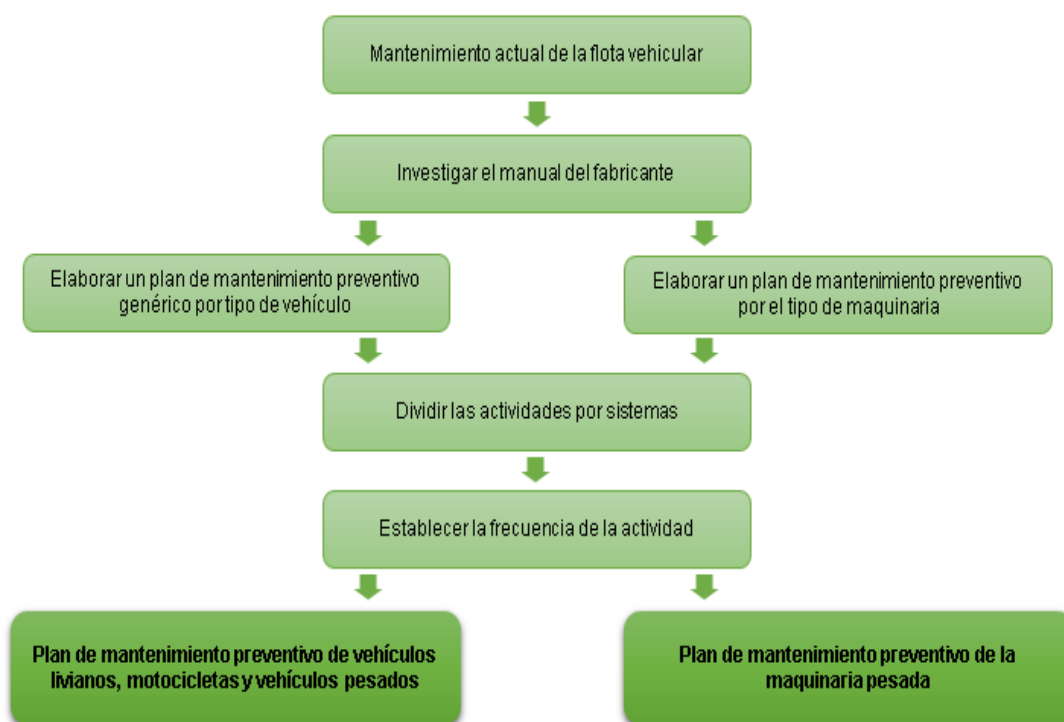 Mantenimiento actual de la flota vehicular
Investigar el manual del fabricante
Elaborar un plan de mantenimiento preventivo
genérico por tipo de vehículo
Elaborar un plan de mantenimiento preventivo
por el tipo de maquinaria
Dividir las actividades por sistemas
Establecer la frecuencia de la actividad
Plan de mantenimiento preventivo de vehículos
livianos, motocicletas y vehículos pesados
Plan de mantenimiento preventivo de la
maquinaria pesada